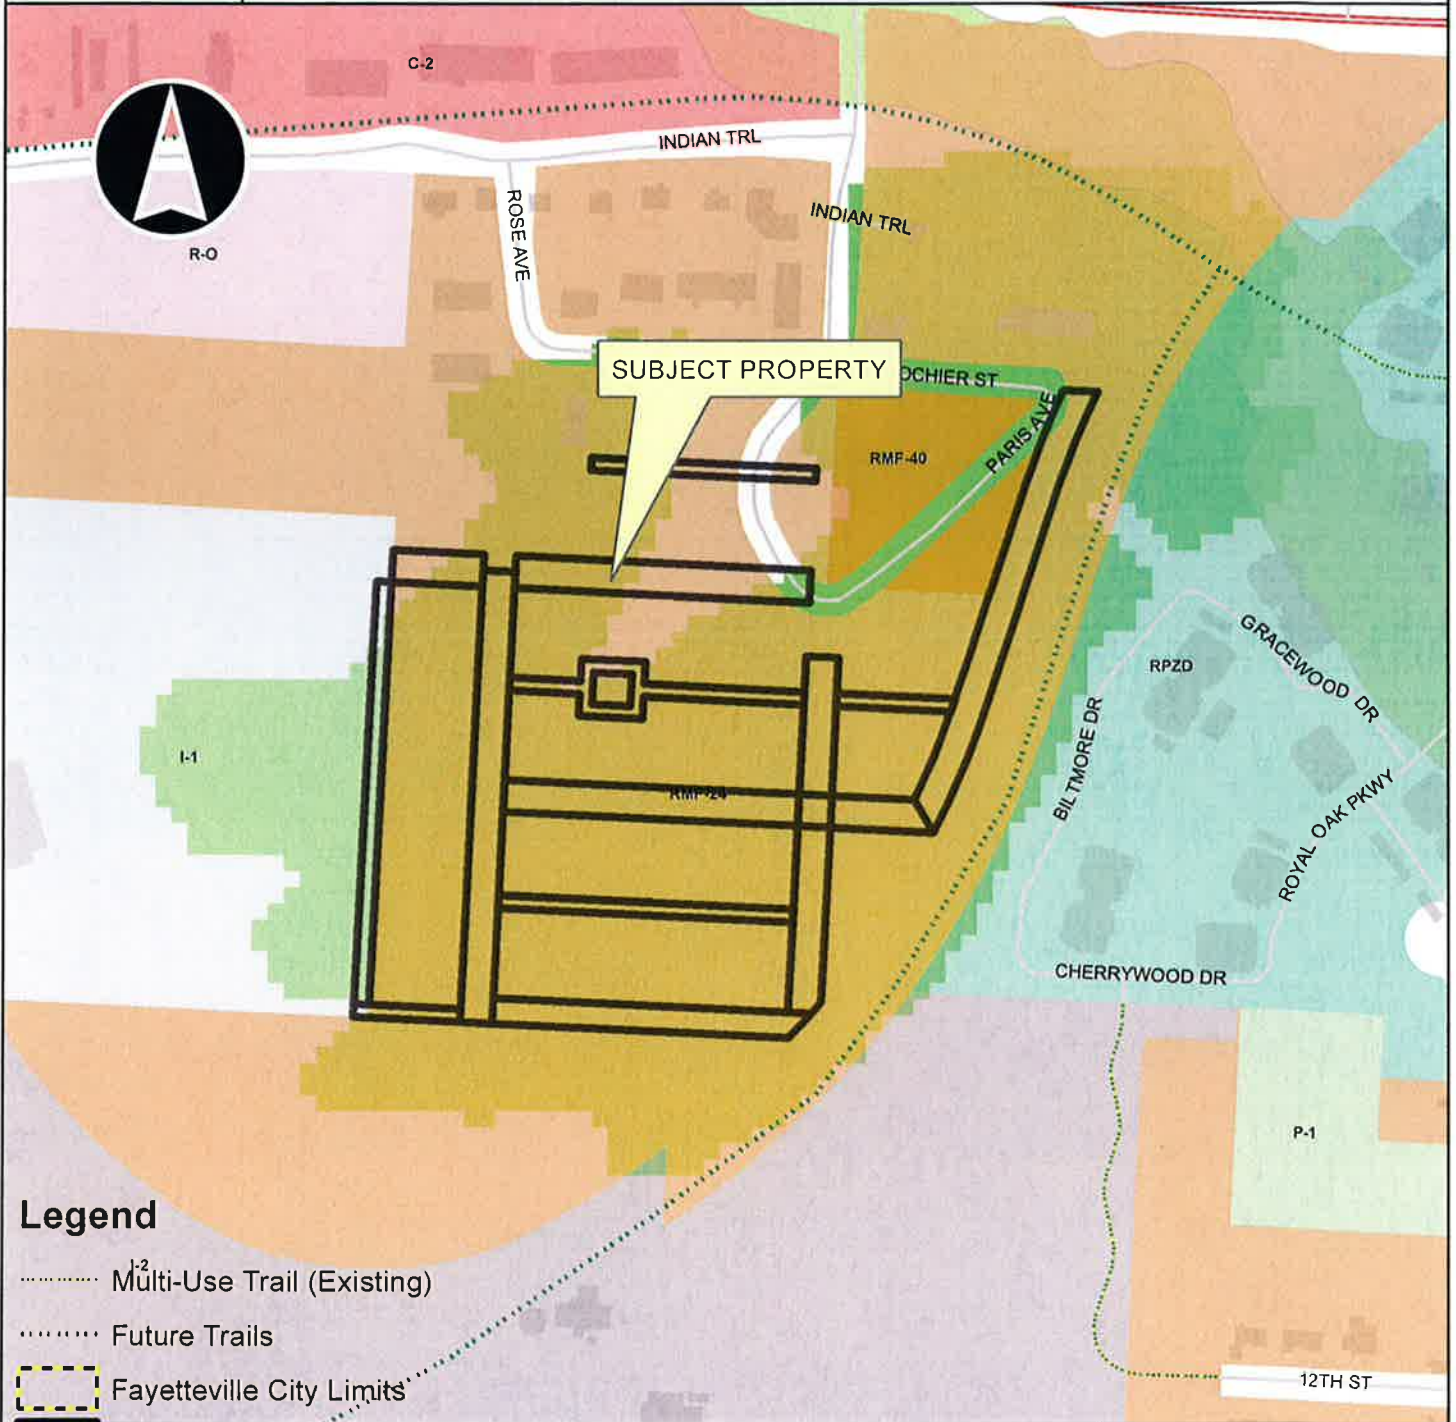 C-2
INDIAN TRL
ROSE AVE
INDIAN TRL
R-O
SUBJECT PROPERTY
OCHIER ST
PARIS AVE
RMF-40
GRACEWOOD DR
RPZD
BILTMORE DR
I-1
RMF-24
ROYAL OAK PKWY
CHERRYWOOD DR
P-1
Legend
I-2
Multi-Use Trail (Existing)
Future Trails
Fayetteville City Limits
12TH ST